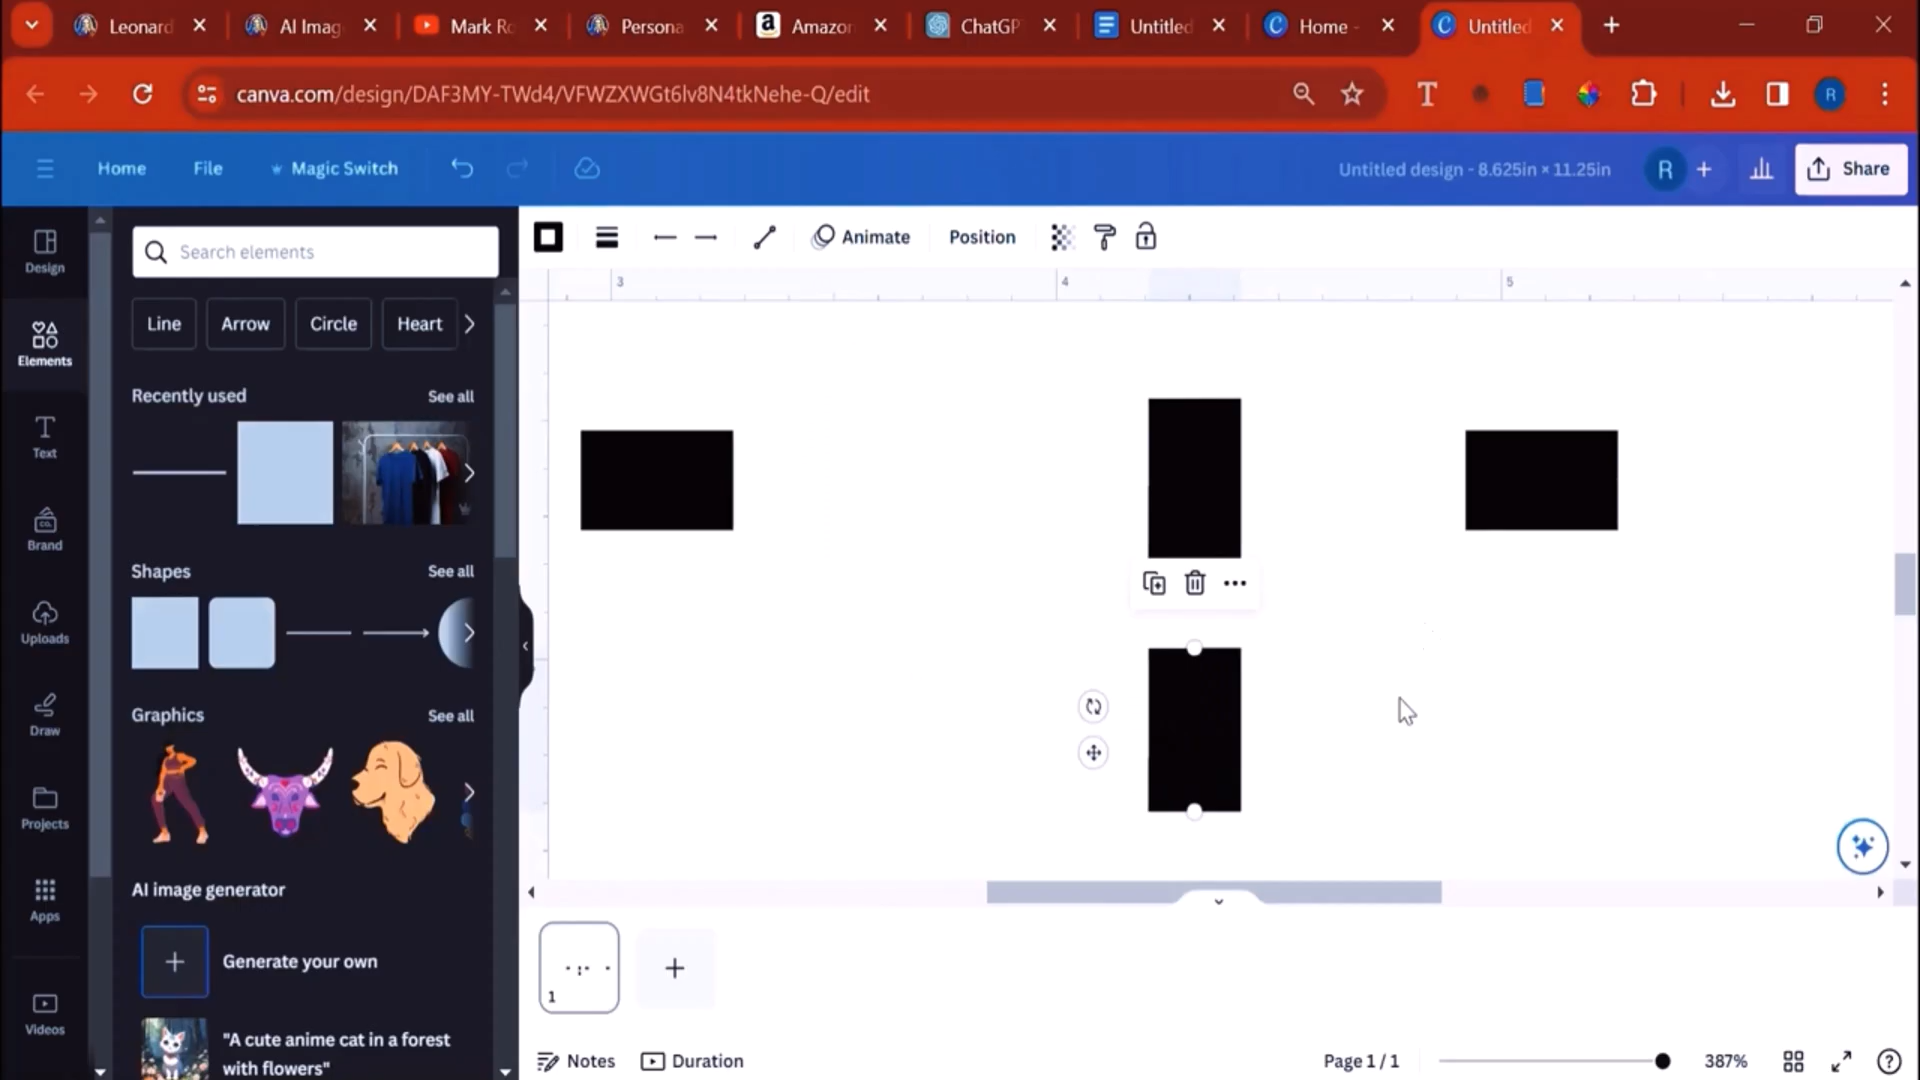 Leonard
AI Imag
Mark Ro
Persona
Amazon
ChatGP
Untitled
Home -
Untitled
canva.com/design/DAF3MY-TWd4/VFWZXWGt6lv8N4tkNehe-Q/edit
R
Home
File
Magic Switch
Untitled design - 8.625in × 11.25in
R
Share
Design
Elements
Text
Brand
Uploads
Draw
Projects
Apps
Videos
Search elements
Line
Arrow
Circle
Heart
Recently used
See all
Shapes
See all
Graphics
See all
AI image generator
Generate your own
"A cute anime cat in a forest
with flowers"
Animate
Position
3
4
5
1
Notes
Duration
Page 1 / 1
387%